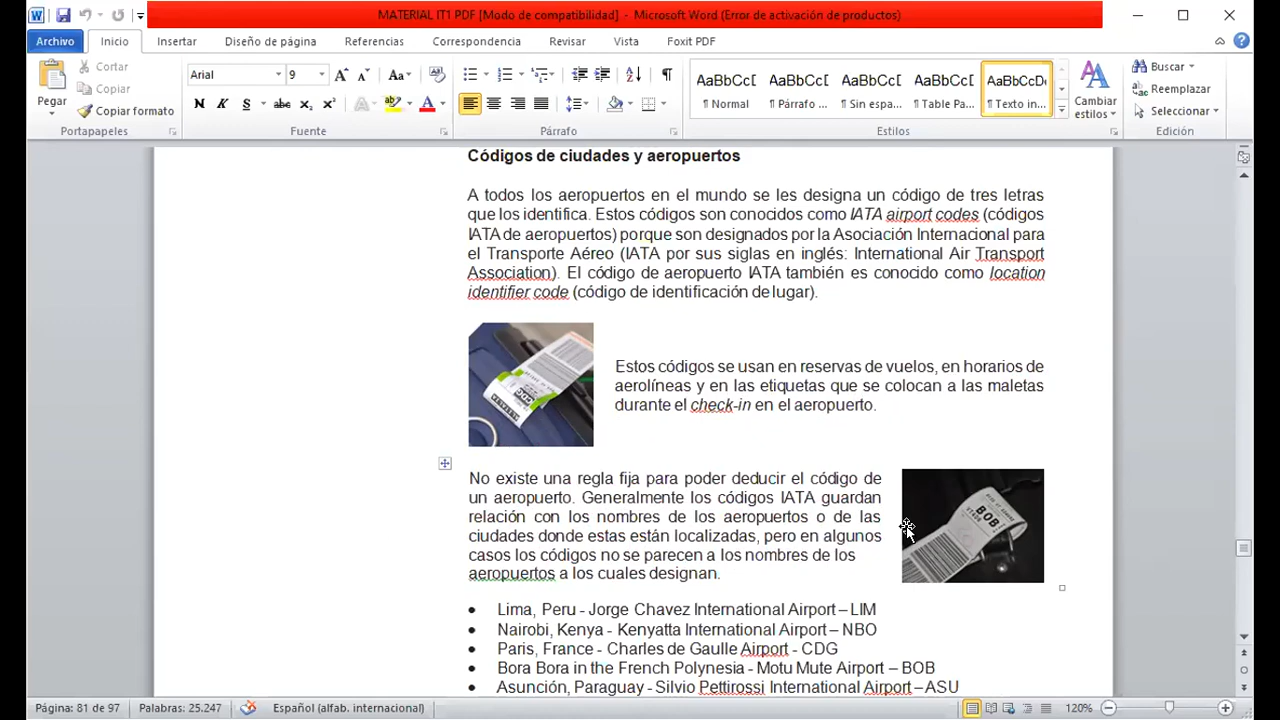 MATERIAL IT1 PDF [Modo de compatibilidad] - Microsoft Word (Error de activación de productos)
Archivo Inicio Insertar Diseño de página Referencias Correspondencia Revisar Vista Foxit PDF
Cortar
Copiar
Copiar formato
Pegar
Arial 9
Aa
N K S abc x₂ x² A ab A
AaBbCc[ AaBbCc[ AaBbCc[ AaBbCc[ AaBbCcD
¶ Normal ¶ Párrafo ... ¶ Sin espa... ¶ Table Pa... ¶ Texto in...
Cambiar estilos
Buscar
Reemplazar
Seleccionar
Portapapeles Fuente Párrafo Estilos Edición
Códigos de ciudades y aeropuertos
A todos los aeropuertos en el mundo se les designa un código de tres letras
que los identifica. Estos códigos son conocidos como IATA airport codes (códigos
IATA de aeropuertos) porque son designados por la Asociación Internacional para
el Transporte Aéreo (IATA por sus siglas en inglés: International Air Transport
Association). El código de aeropuerto IATA también es conocido como location
identifier code (código de identificación de lugar).
Estos códigos se usan en reservas de vuelos, en horarios de
aerolíneas y en las etiquetas que se colocan a las maletas
durante el check-in en el aeropuerto.
No existe una regla fija para poder deducir el código de
un aeropuerto. Generalmente los códigos IATA guardan
relación con los nombres de los aeropuertos o de las
ciudades donde estas están localizadas, pero en algunos
casos los códigos no se parecen a los nombres de los
aeropuertos a los cuales designan.
BOB
• Lima, Peru - Jorge Chavez International Airport – LIM
• Nairobi, Kenya - Kenyatta International Airport – NBO
• Paris, France - Charles de Gaulle Airport - CDG
• Bora Bora in the French Polynesia - Motu Mute Airport – BOB
• Asunción, Paraguay - Silvio Pettirossi International Airport – ASU
Página: 81 de 97 Palabras: 25.247 Español (alfab. internacional) 120%